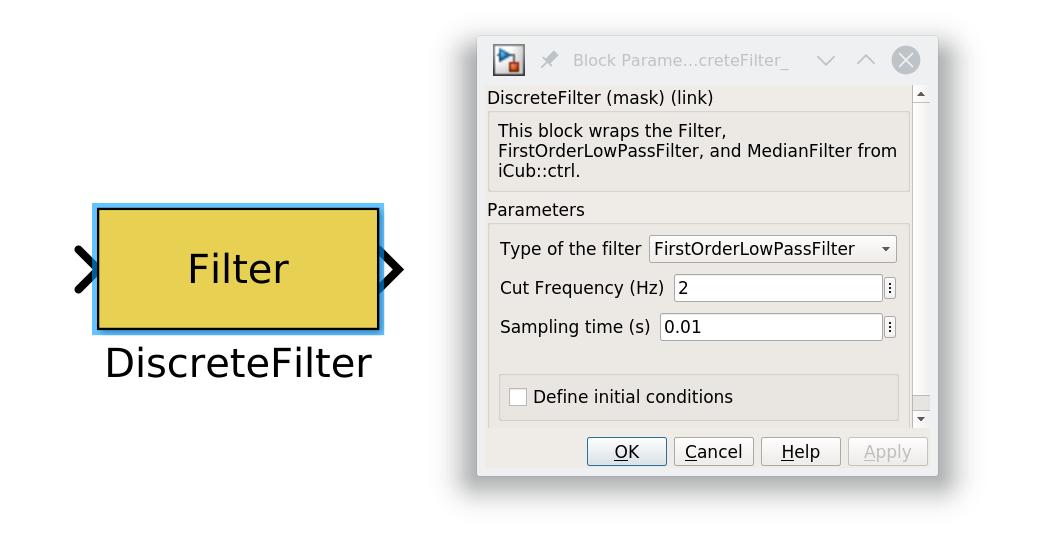 Filter
DiscreteFilter
Block Parame...creteFilter_
DiscreteFilter (mask) (link)
This block wraps the Filter,
FirstOrderLowPassFilter, and MedianFilter from
iCub::ctrl.
Parameters
Type of the filter FirstOrderLowPassFilter
Cut Frequency (Hz) 2
Sampling time (s) 0.01
Define initial conditions
OK Cancel Help Apply